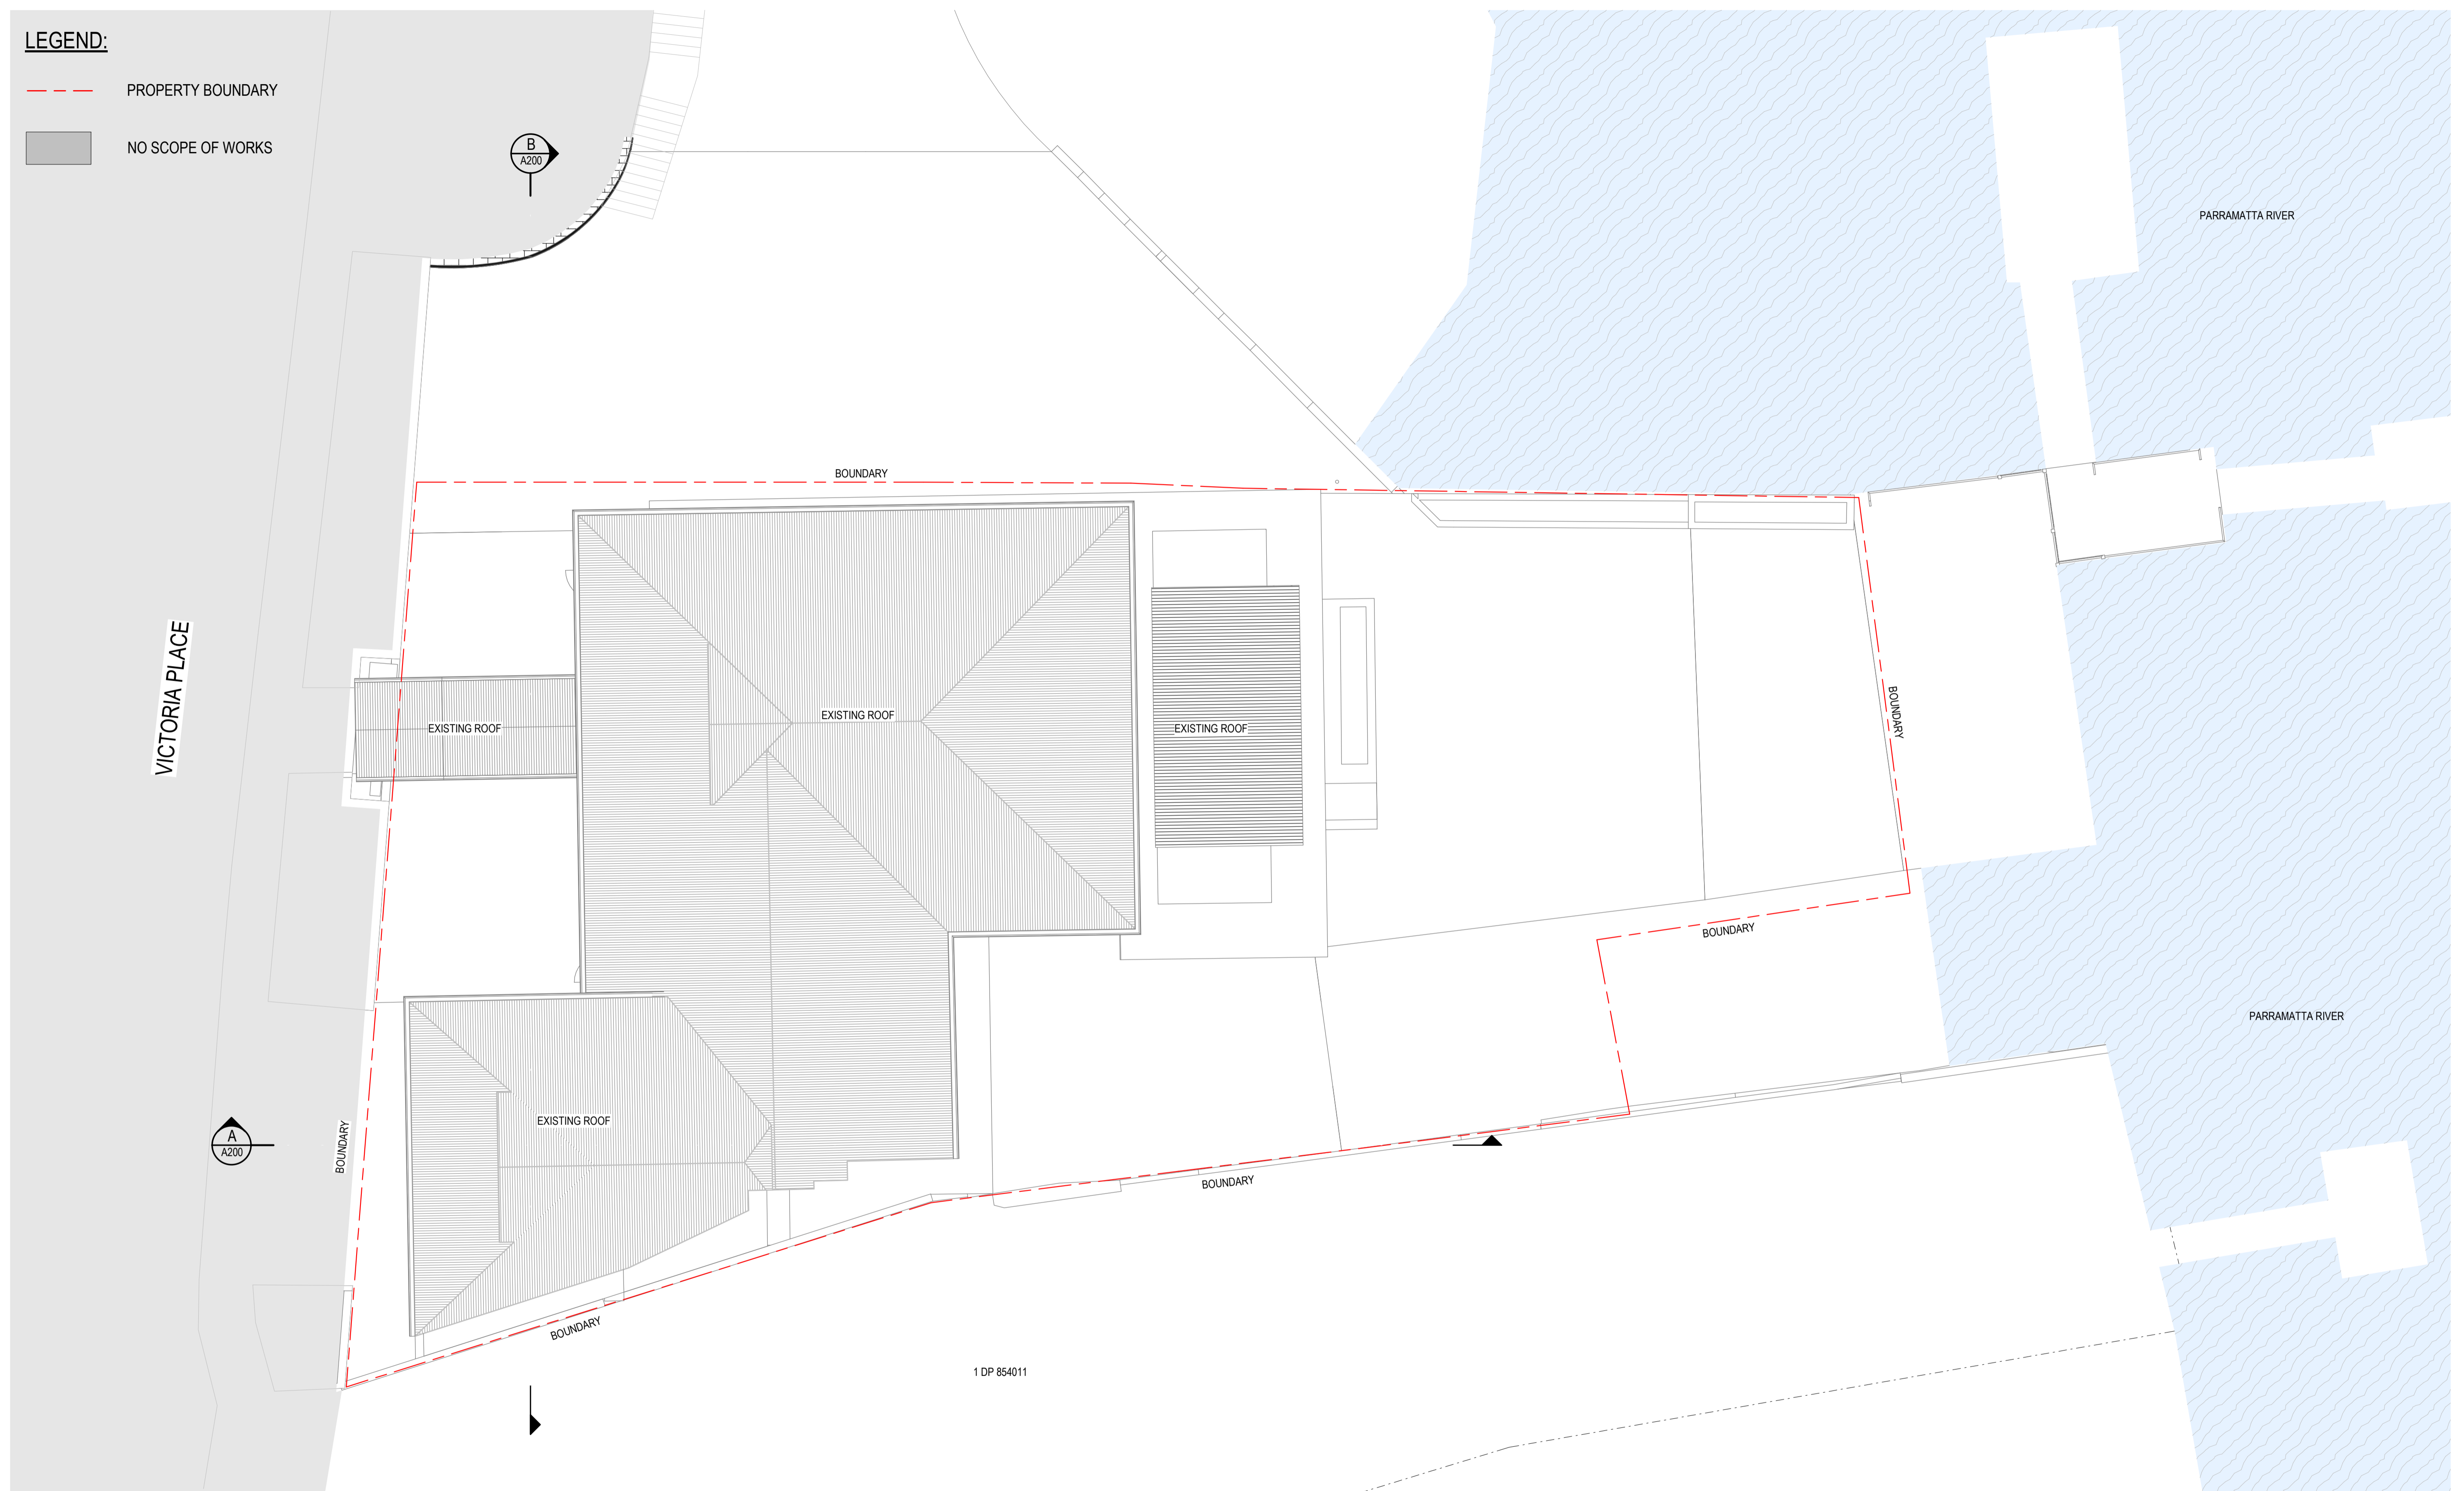 LEGEND:
PROPERTY BOUNDARY
NO SCOPE OF WORKS
B
A200
PARRAMATTA RIVER
BOUNDARY
VICTORIA PLACE
EXISTING ROOF
EXISTING ROOF
EXISTING ROOF
BOUNDARY
BOUNDARY
PARRAMATTA RIVER
EXISTING ROOF
A
A200
BOUNDARY
BOUNDARY
BOUNDARY
1 DP 854011